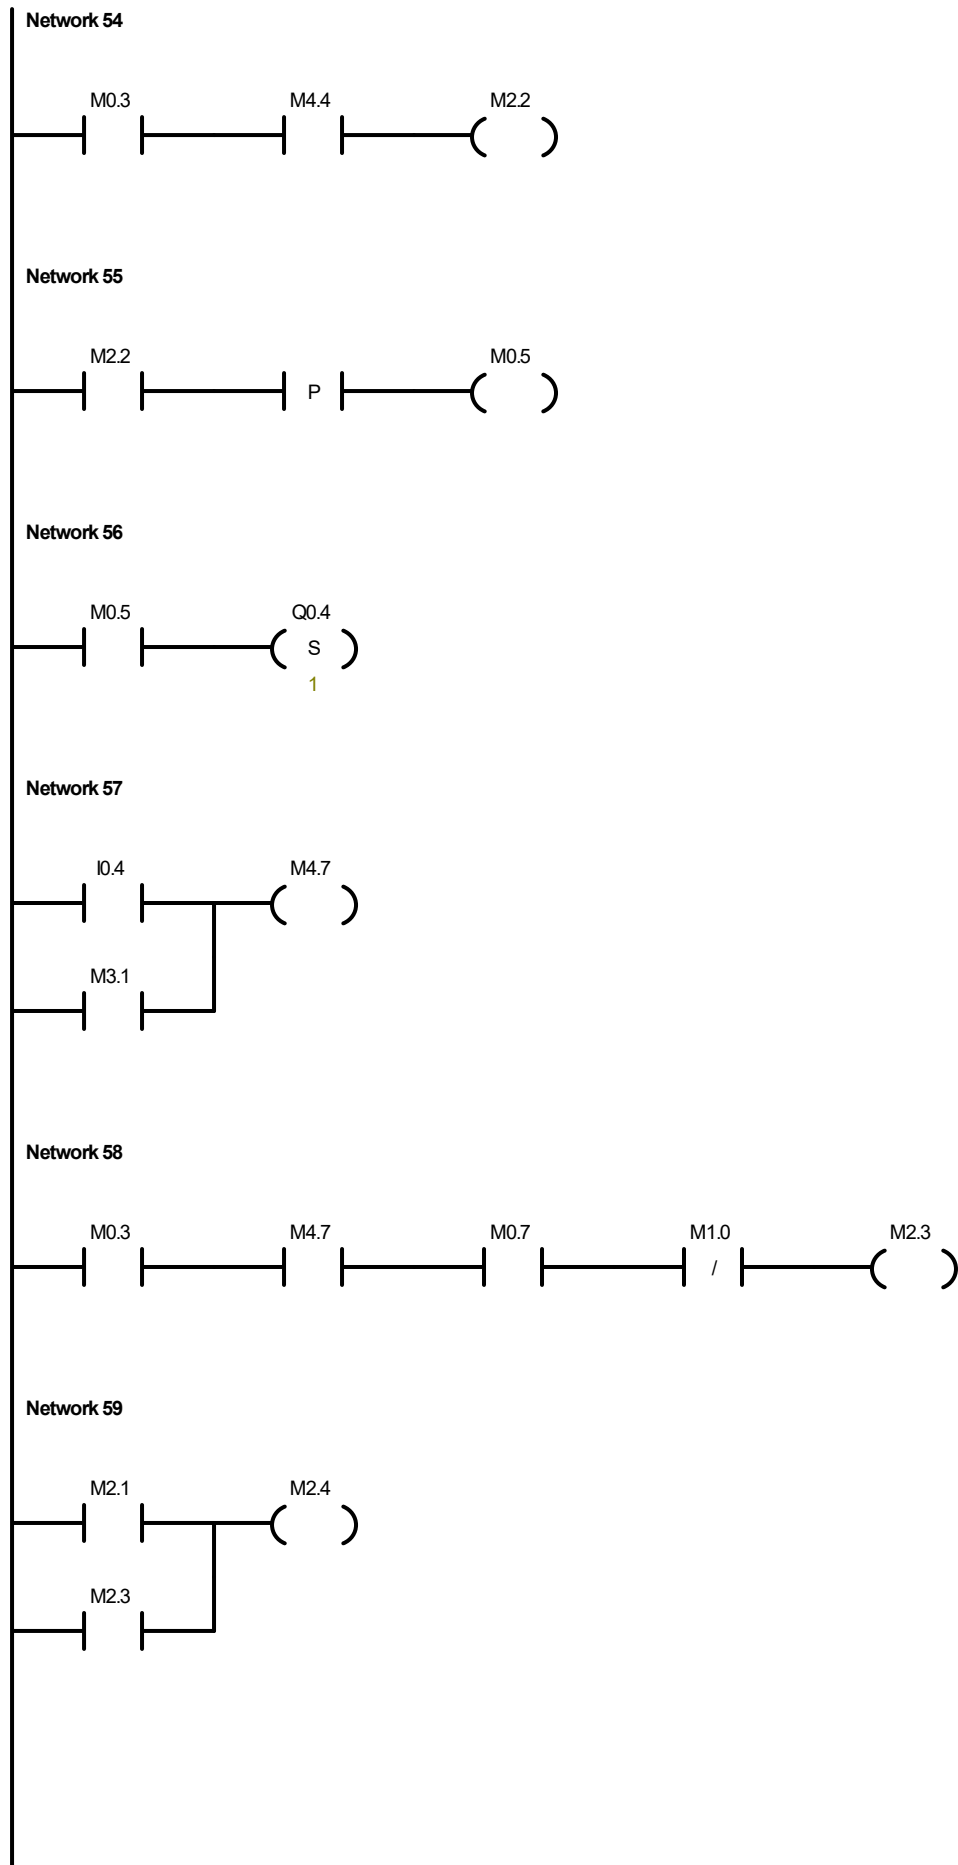 Network 54
M0.3 M4.4 M2.2
Network 55
M2.2 M0.5
P
Network 56
M0.5 Q0.4
S
1
Network 57
I0.4 M4.7
M3.1
Network 58
M0.3 M4.7 M0.7 M1.0 M2.3
/
Network 59
M2.1 M2.4
M2.3